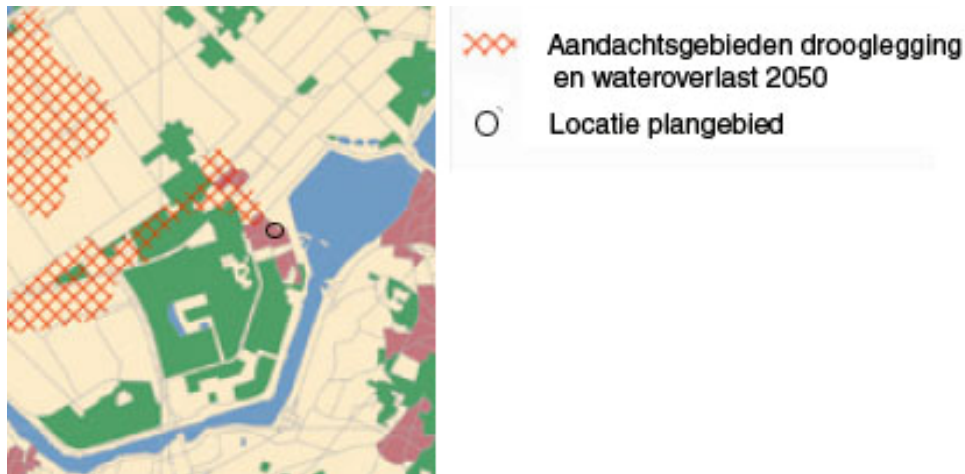 Aandachtsgebieden drooglegging
en wateroverlast 2050
Locatie plangebied